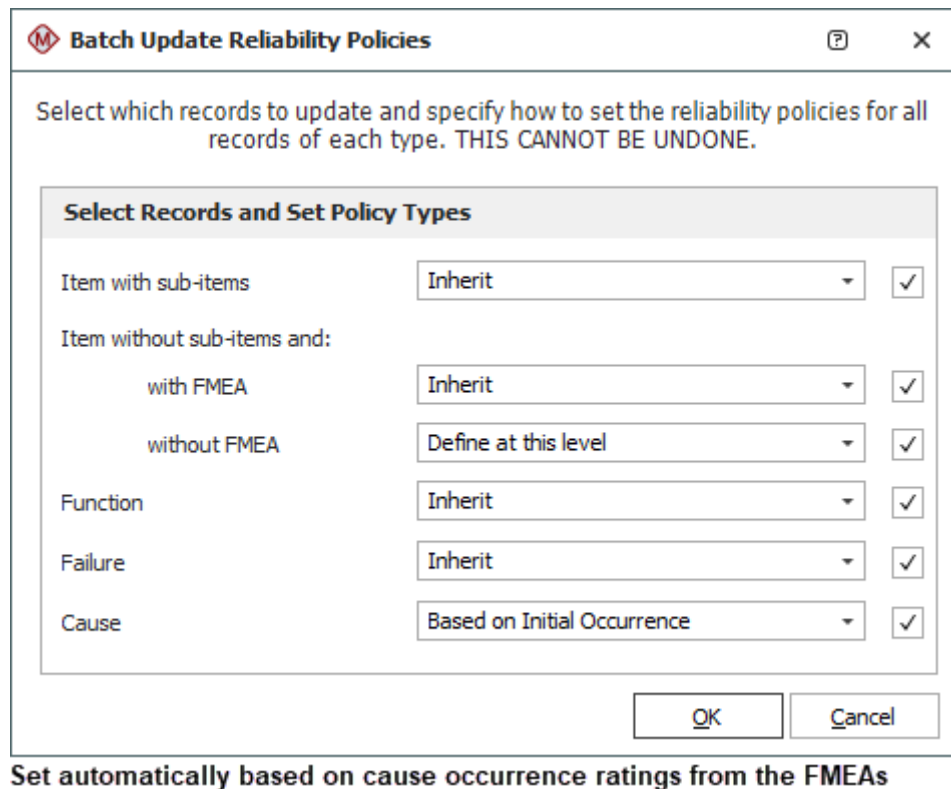 Batch Update Reliability Policies
Select which records to update and specify how to set the reliability policies for all
records of each type. THIS CANNOT BE UNDONE.
Select Records and Set Policy Types
Item with sub-items Inherit
Item without sub-items and:
with FMEA Inherit
without FMEA Define at this level
Function Inherit
Failure Inherit
Cause Based on Initial Occurrence
OK Cancel
Set automatically based on cause occurrence ratings from the FMEAs